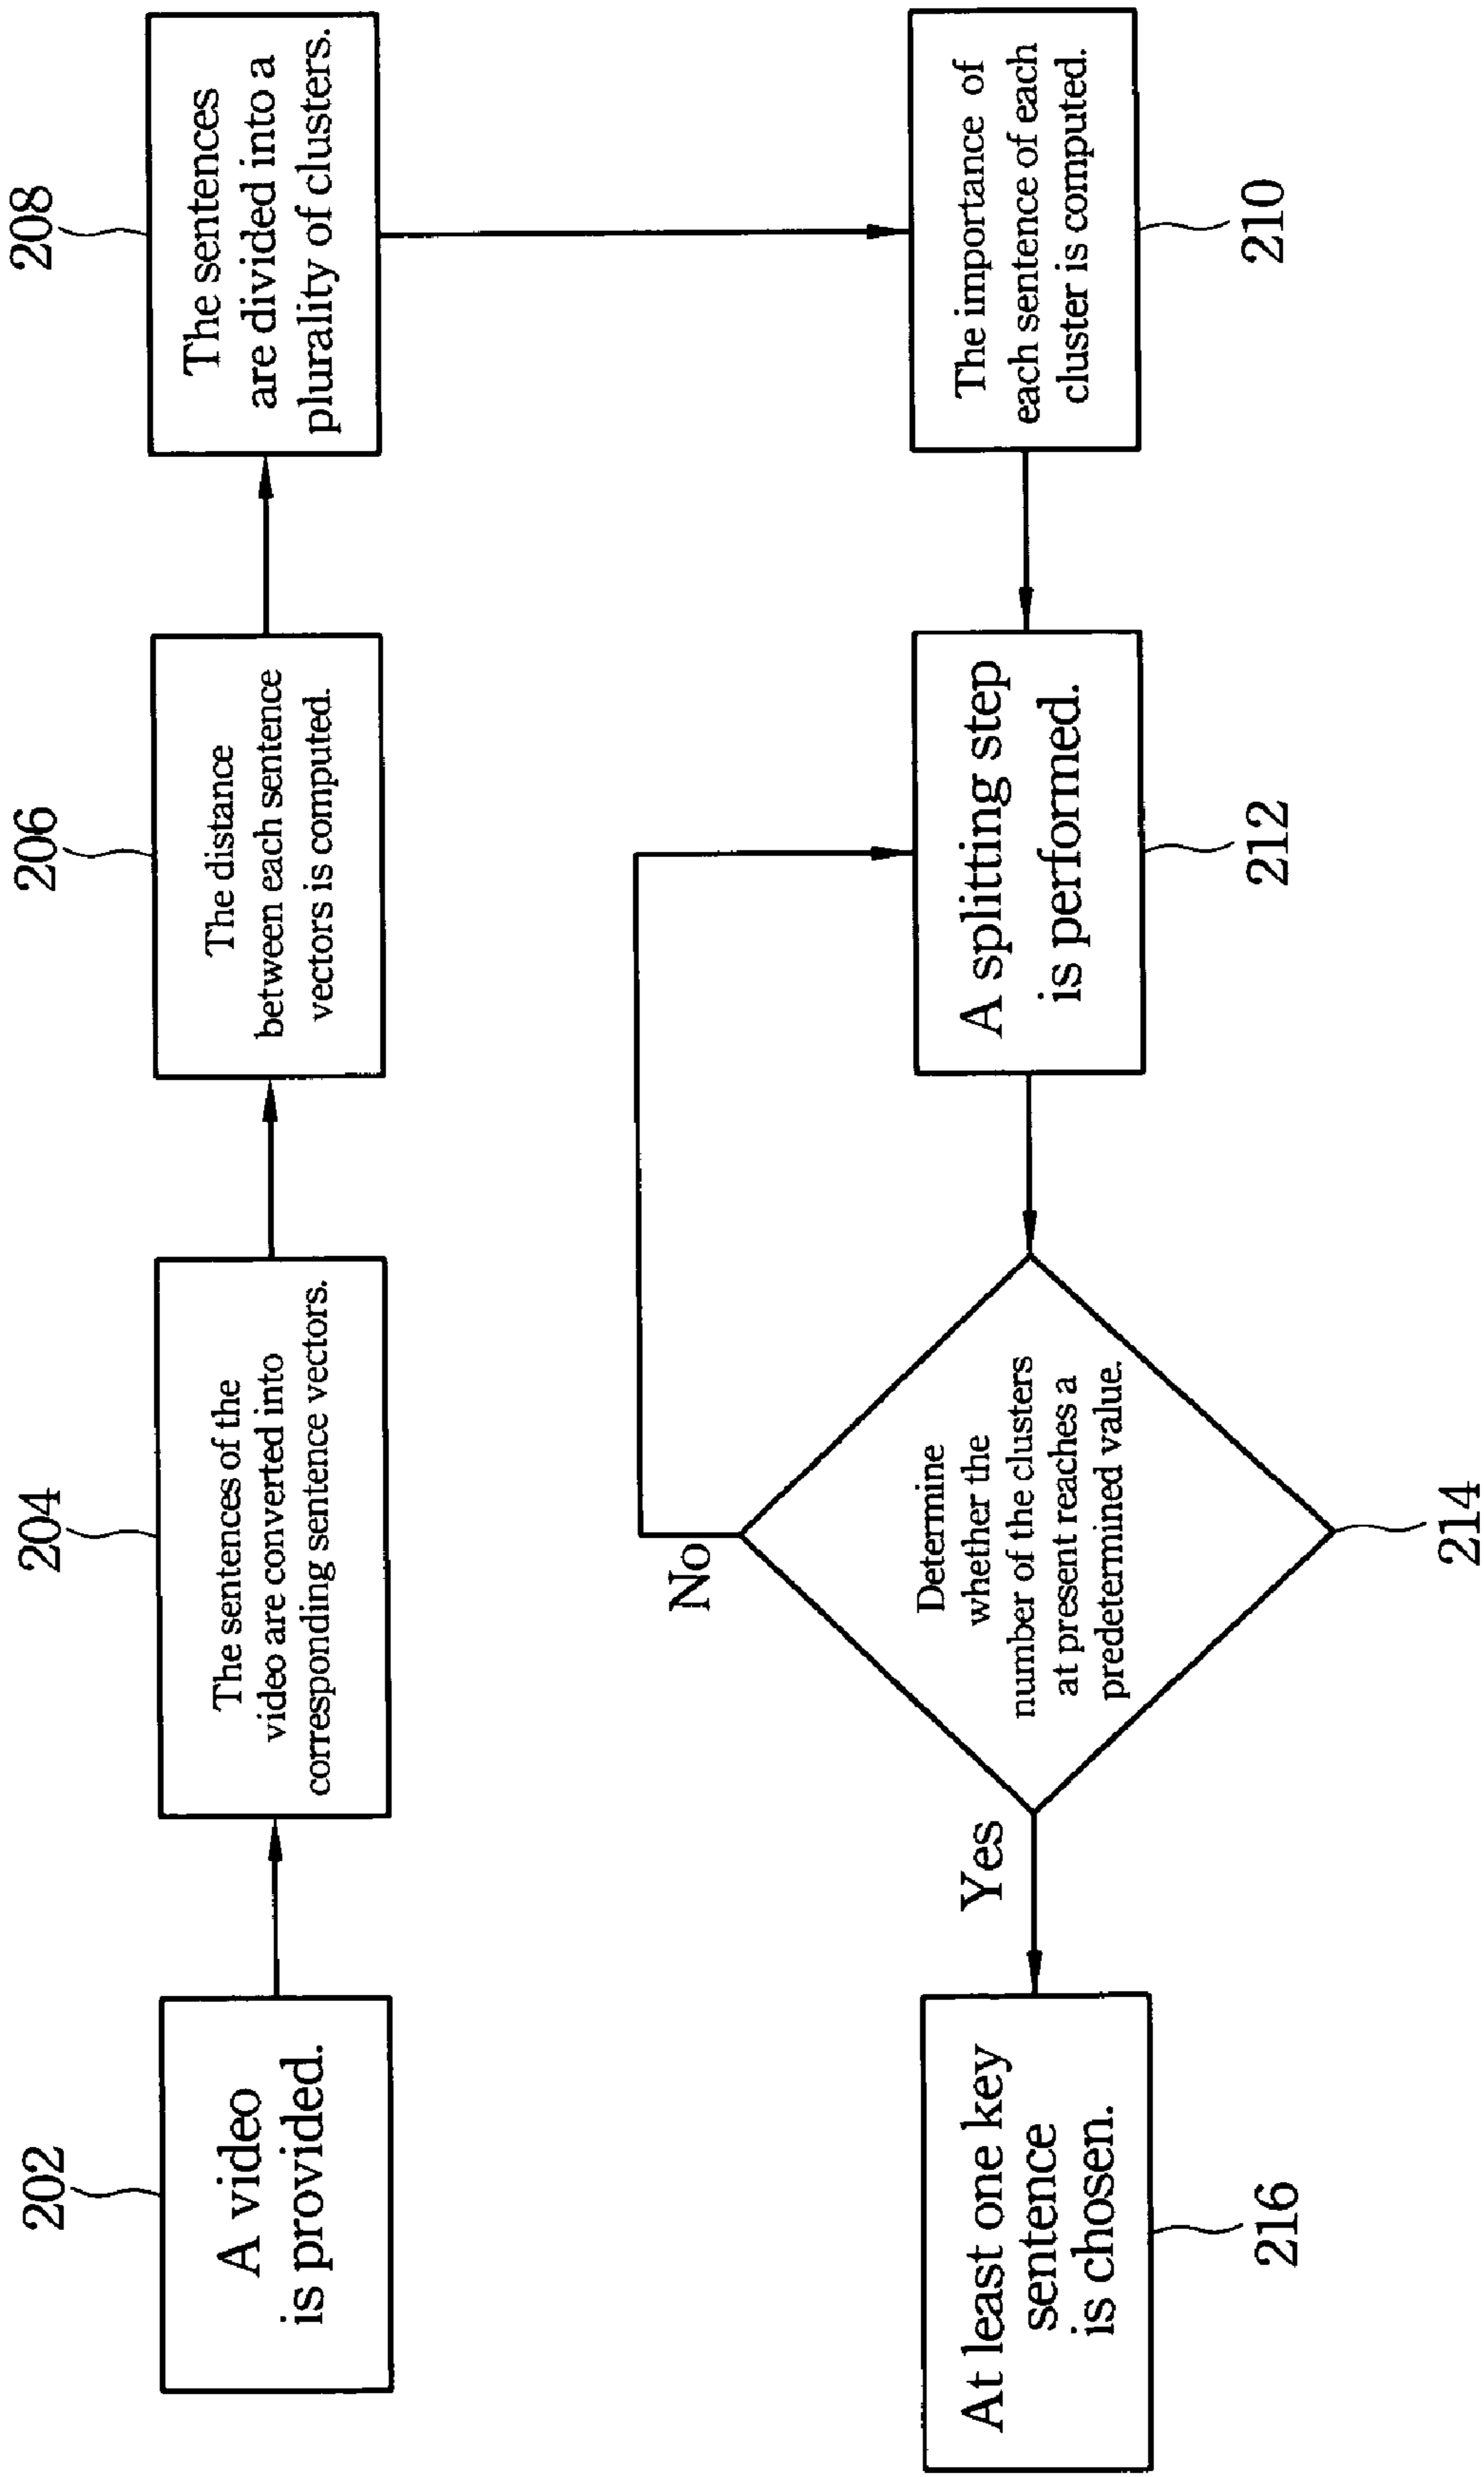 202
A video
is provided.
204
The sentences of the
video are converted into
corresponding sentence vectors.
206
The distance
between each sentence
vectors is computed.
208
The sentences
are divided into a
plurality of clusters.
The importance of
each sentence of each
cluster is computed.
210
A splitting step
is performed.
212
No
Determine
whether the
number of the clusters
at present reaches a
predetermined value.
214
Yes
At least one key
sentence
is chosen.
216